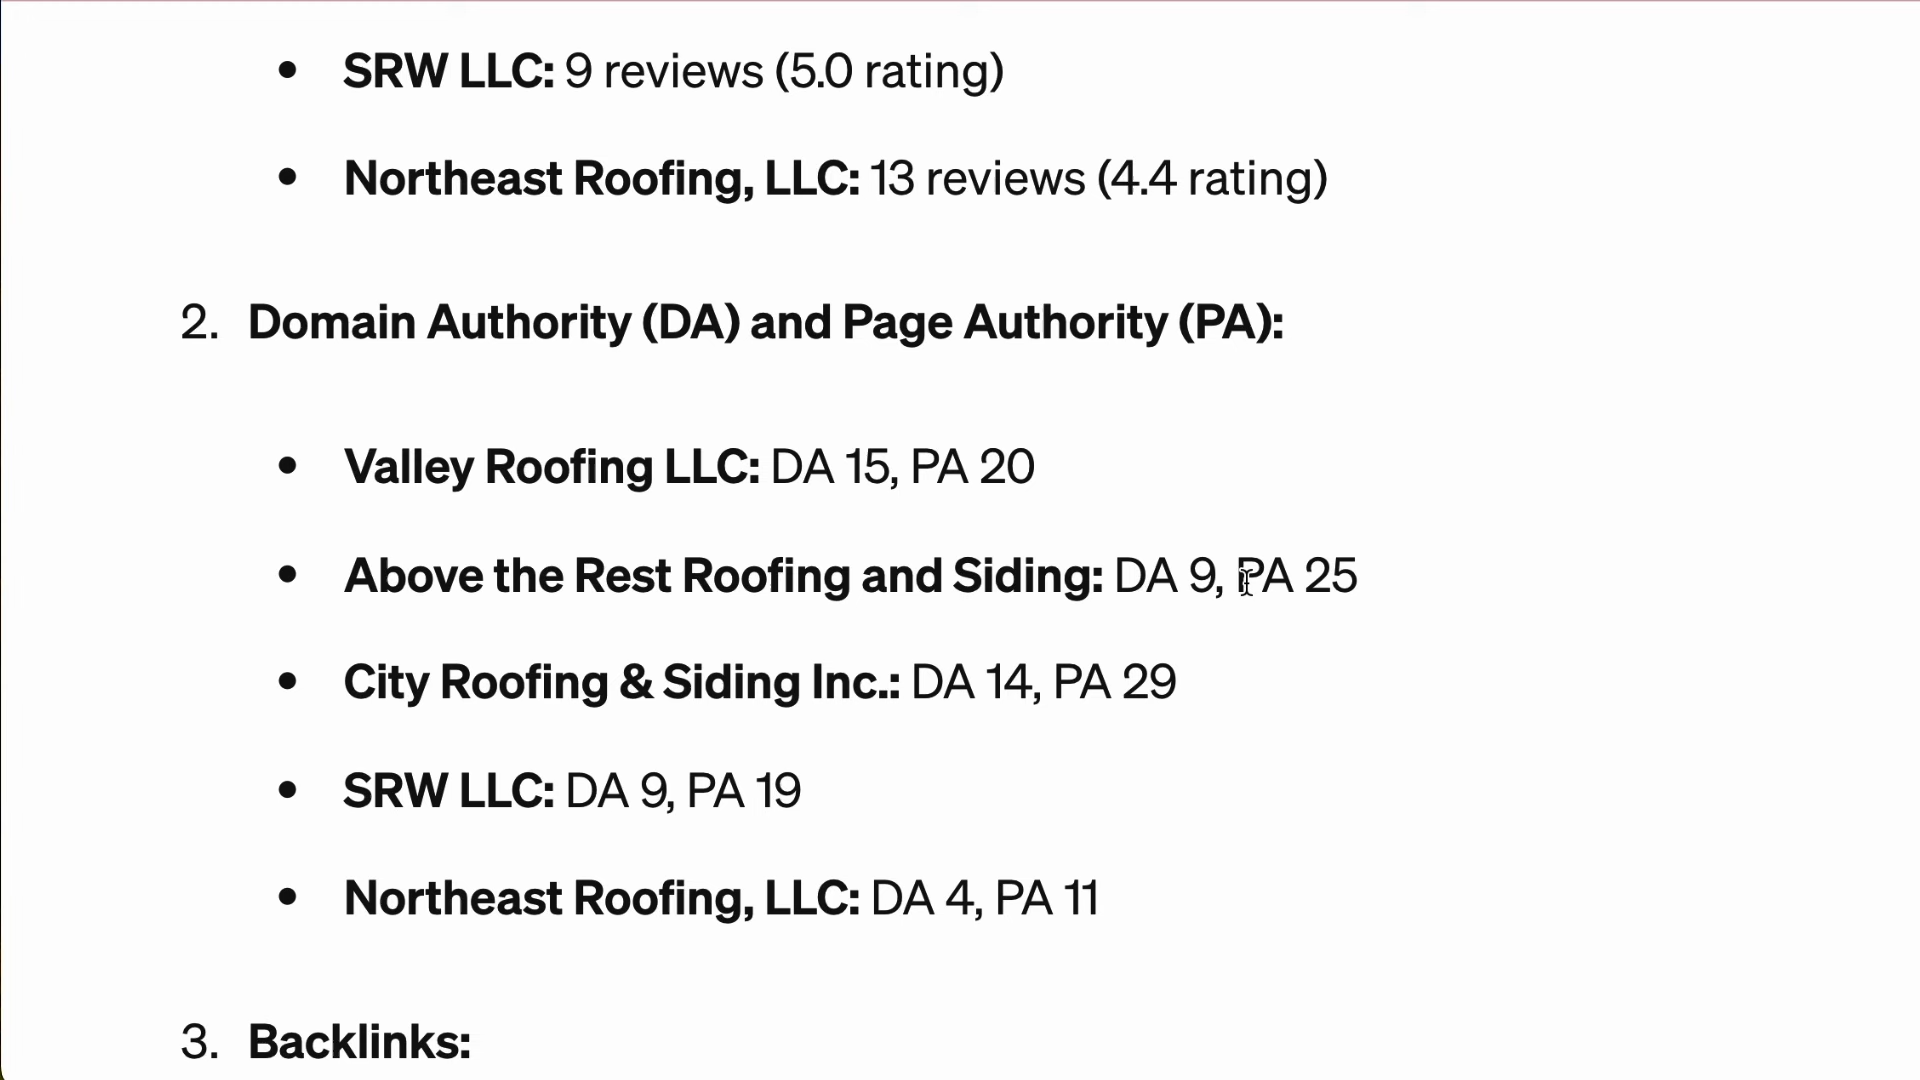 • SRW LLC: 9 reviews (5.0 rating)
• Northeast Roofing, LLC: 13 reviews (4.4 rating)
2. Domain Authority (DA) and Page Authority (PA):
• Valley Roofing LLC: DA 15, PA 20
• Above the Rest Roofing and Siding: DA 9, PA 25
• City Roofing & Siding Inc.: DA 14, PA 29
• SRW LLC: DA 9, PA 19
• Northeast Roofing, LLC: DA 4, PA 11
3. Backlinks: